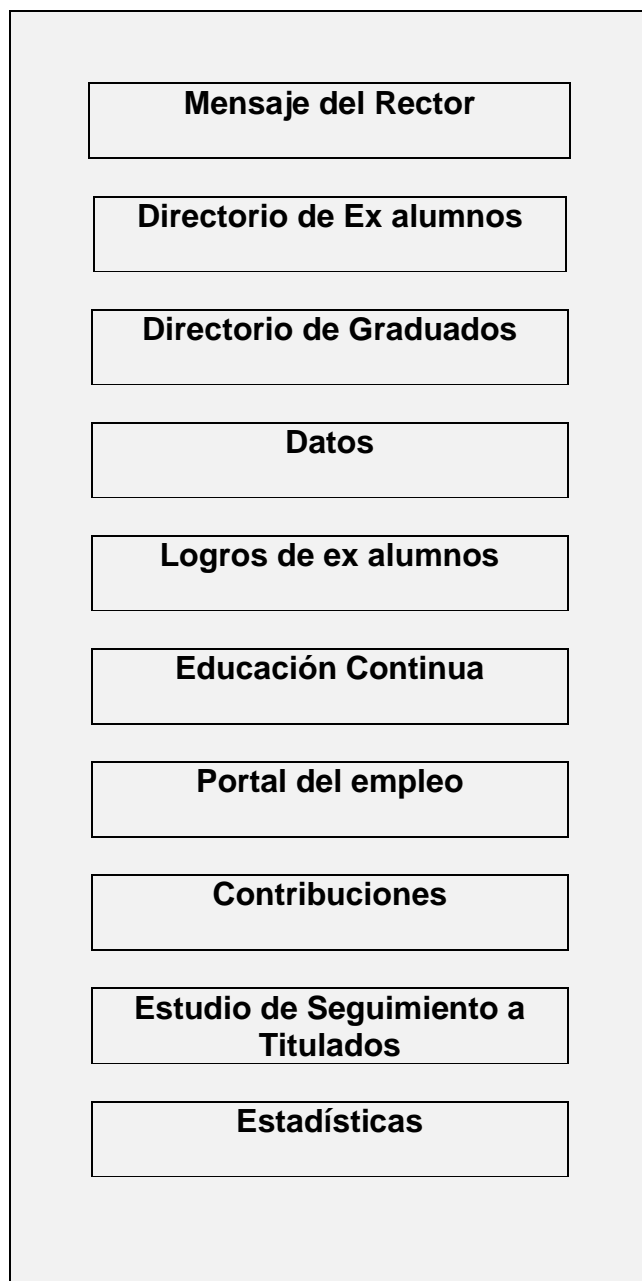 Mensaje del Rector
Directorio de Ex alumnos
Directorio de Graduados
Datos
Logros de ex alumnos
Educación Continua
Portal del empleo
Contribuciones
Estudio de Seguimiento a
Titulados
Estadísticas